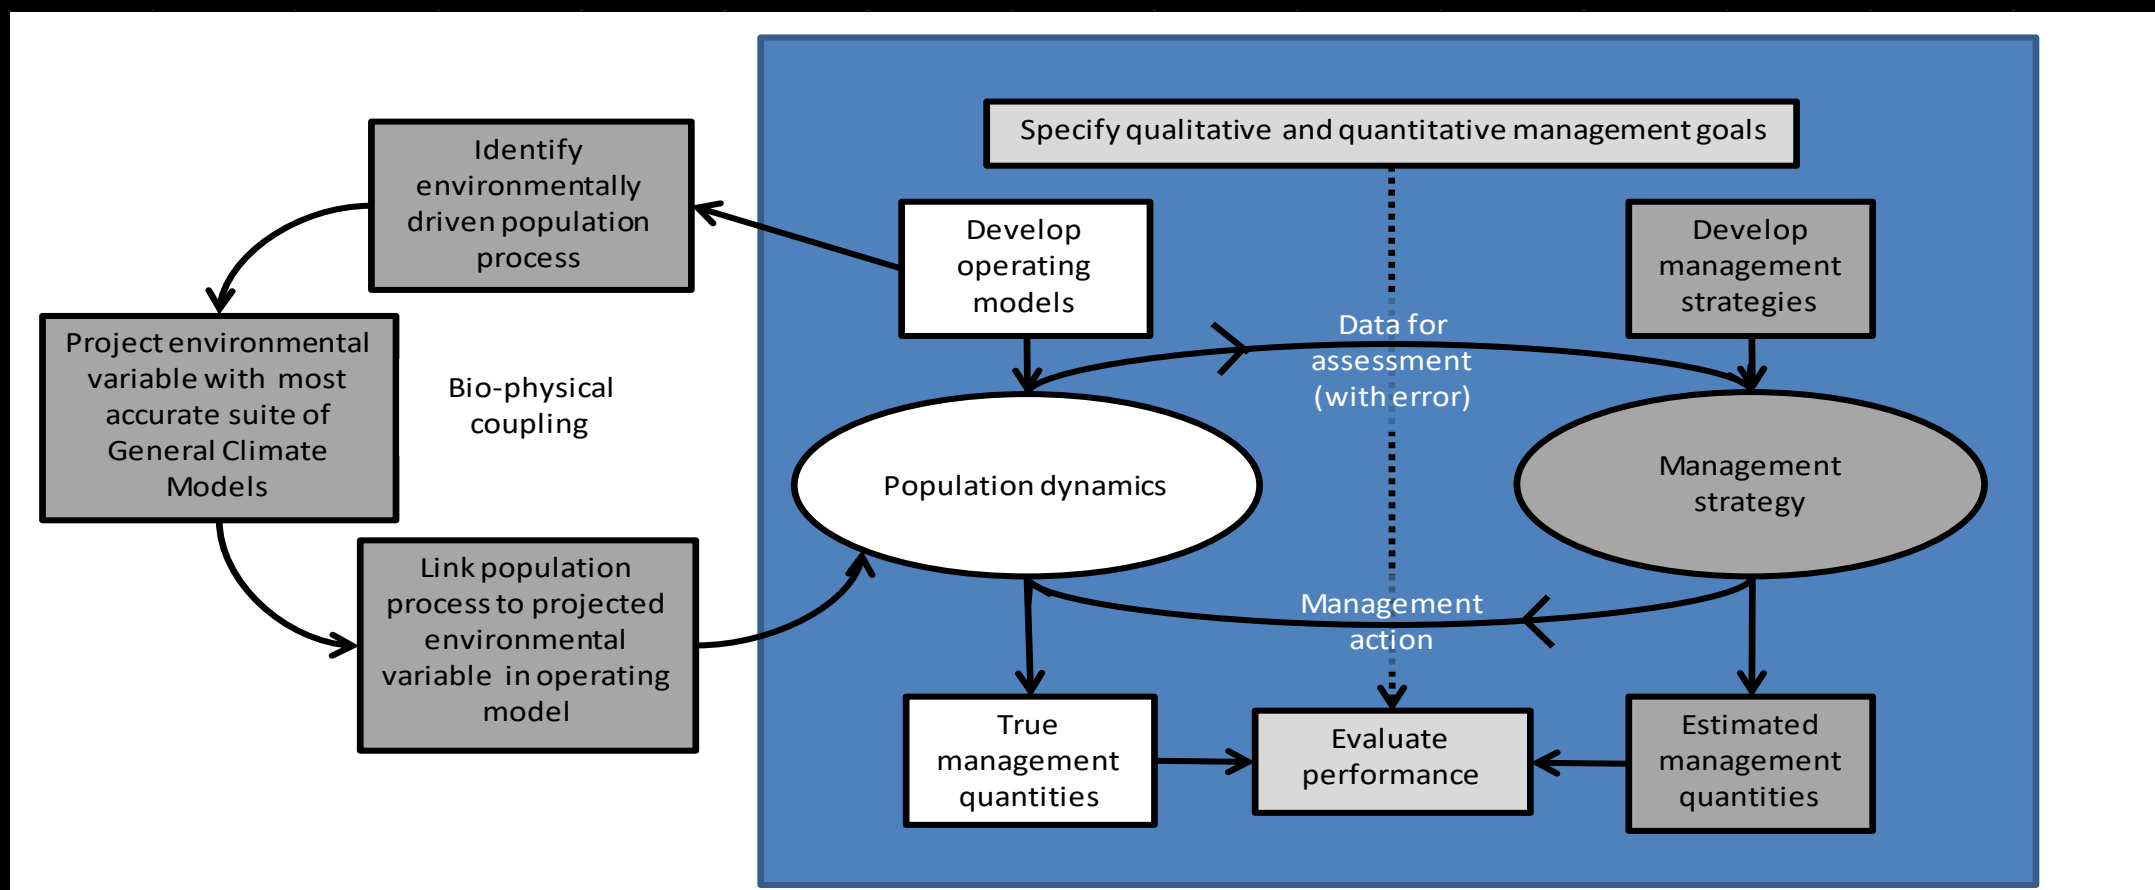 Specify qualitative and quantitative management goals
Identify
environmentally
driven population
process
Develop
operating
models
Develop
management
strategies
Project environmental
variable with most
accurate suite of
General Climate
Models
Bio-physical
coupling
Data for
assessment
(with error)
Population dynamics
Management
strategy
Link population
process to projected
environmental
variable in operating
model
Management
action
True
management
quantities
Evaluate
performance
Estimated
management
quantities